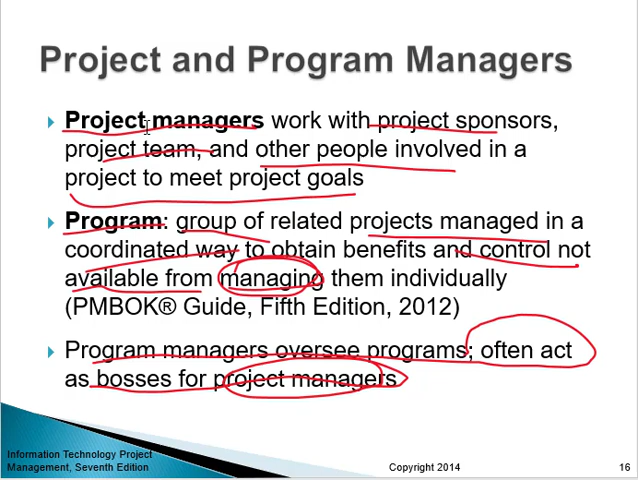 Project and Program Managers
Project managers work with project sponsors,
project team, and other people involved in a
project to meet project goals
Program: group of related projects managed in a
coordinated way to obtain benefits and control not
available from managing them individually
(PMBOK® Guide, Fifth Edition, 2012)
Program managers oversee programs; often act
as bosses for project managers
Information Technology Project
Management, Seventh Edition
Copyright 2014
16